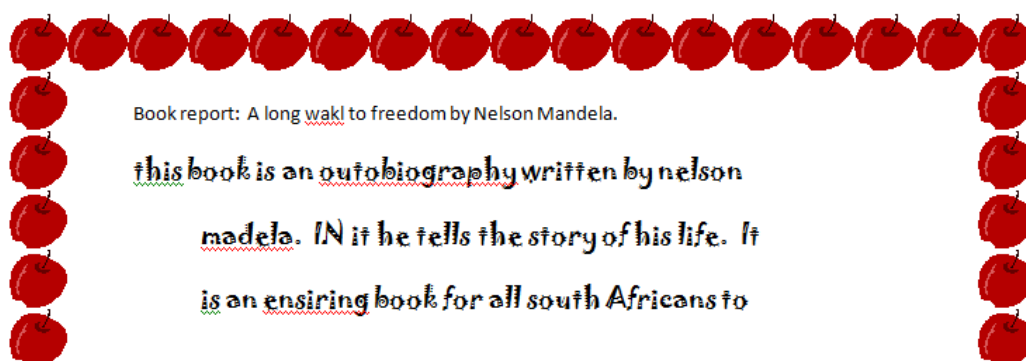 Book report:  A long wakl to freedom by Nelson Mandela.
this book is an outobiography written by nelson
madela.  IN it he tells the story of his life.  It
is an ensiring book for all south Africans to